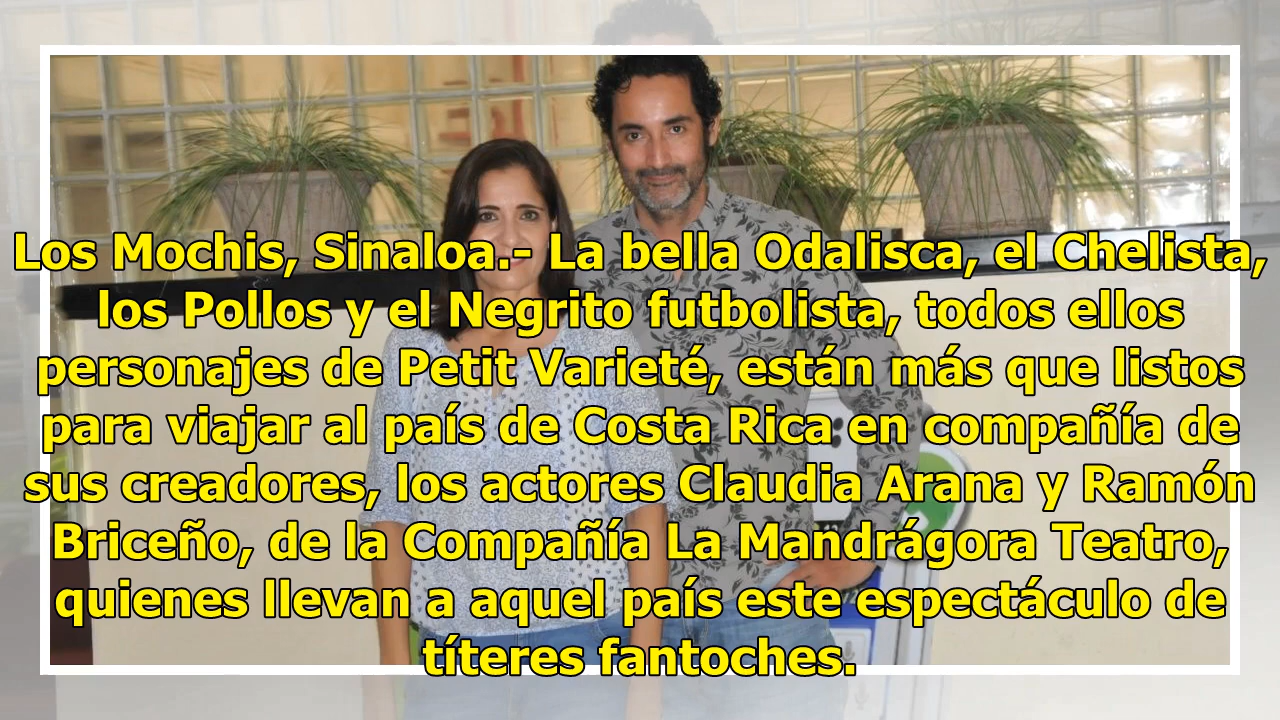 Los Mochis, Sinaloa.- La bella Odalisca, el Chelista,
los Pollos y el Negrito futbolista, todos ellos
personajes de Petit Varieté, están más que listos
para viajar al país de Costa Rica en compañía de
sus creadores, los actores Claudia Arana y Ramón
Briceño, de la Compañía La Mandrágora Teatro,
quienes llevan a aquel país este espectáculo de
títeres fantoches.